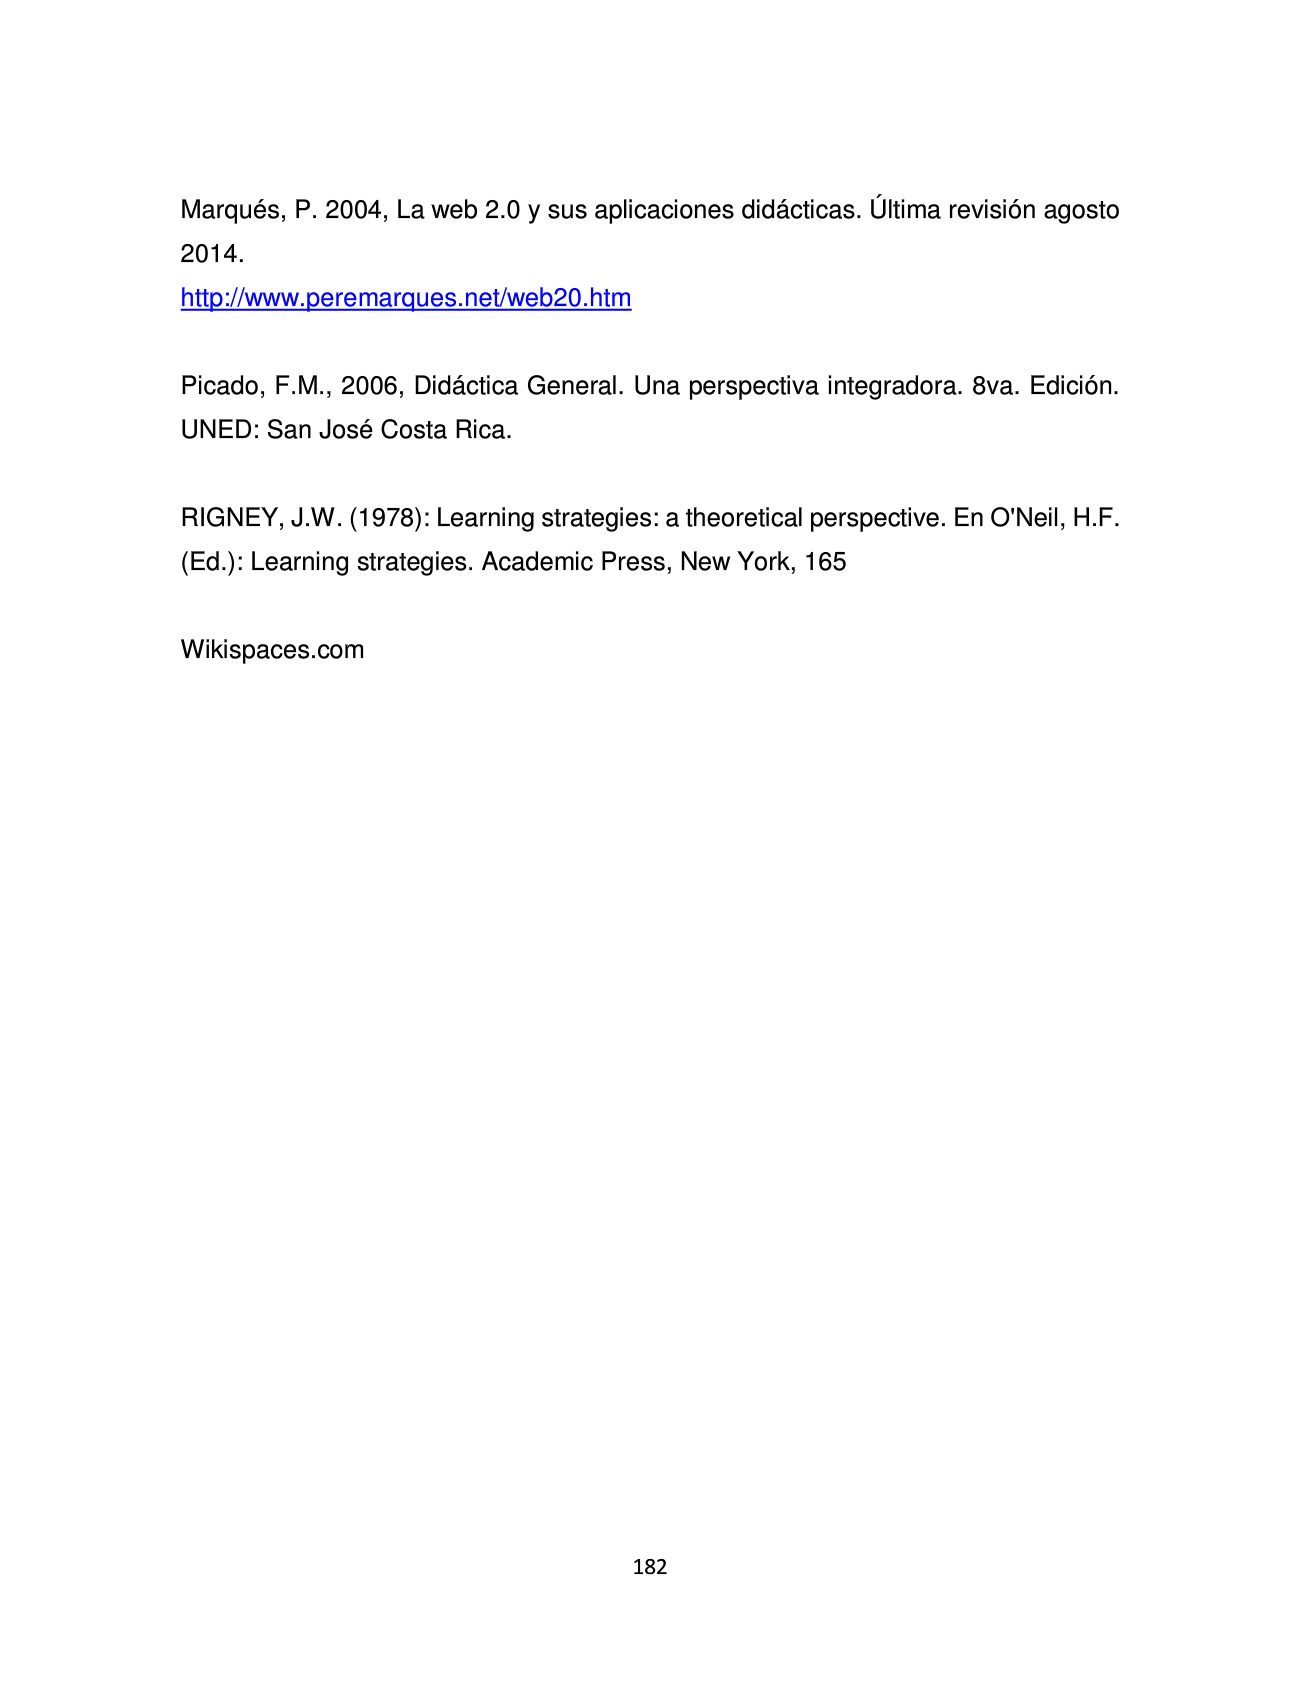 Marqués, P. 2004, La web 2.0 y sus aplicaciones didácticas. Última revisión agosto
2014.
http://www.peremarques.net/web20.htm
Picado, F.M., 2006, Didáctica General. Una perspectiva integradora. 8va. Edición.
UNED: San José Costa Rica.
RIGNEY, J.W. (1978): Learning strategies: a theoretical perspective. En O'Neil, H.F.
(Ed.): Learning strategies. Academic Press, New York, 165
Wikispaces.com
182